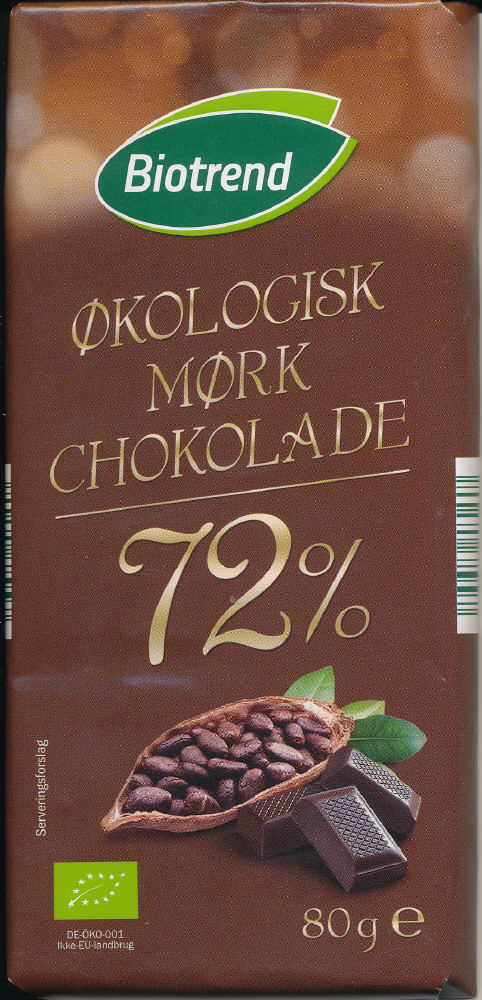 Biotrend
ØKOLOGISK
MØRK
CHOKOLADE
72%
Serveringsforslag
DE-ÖKO-001
Ikke-EU-landbrug
80g e